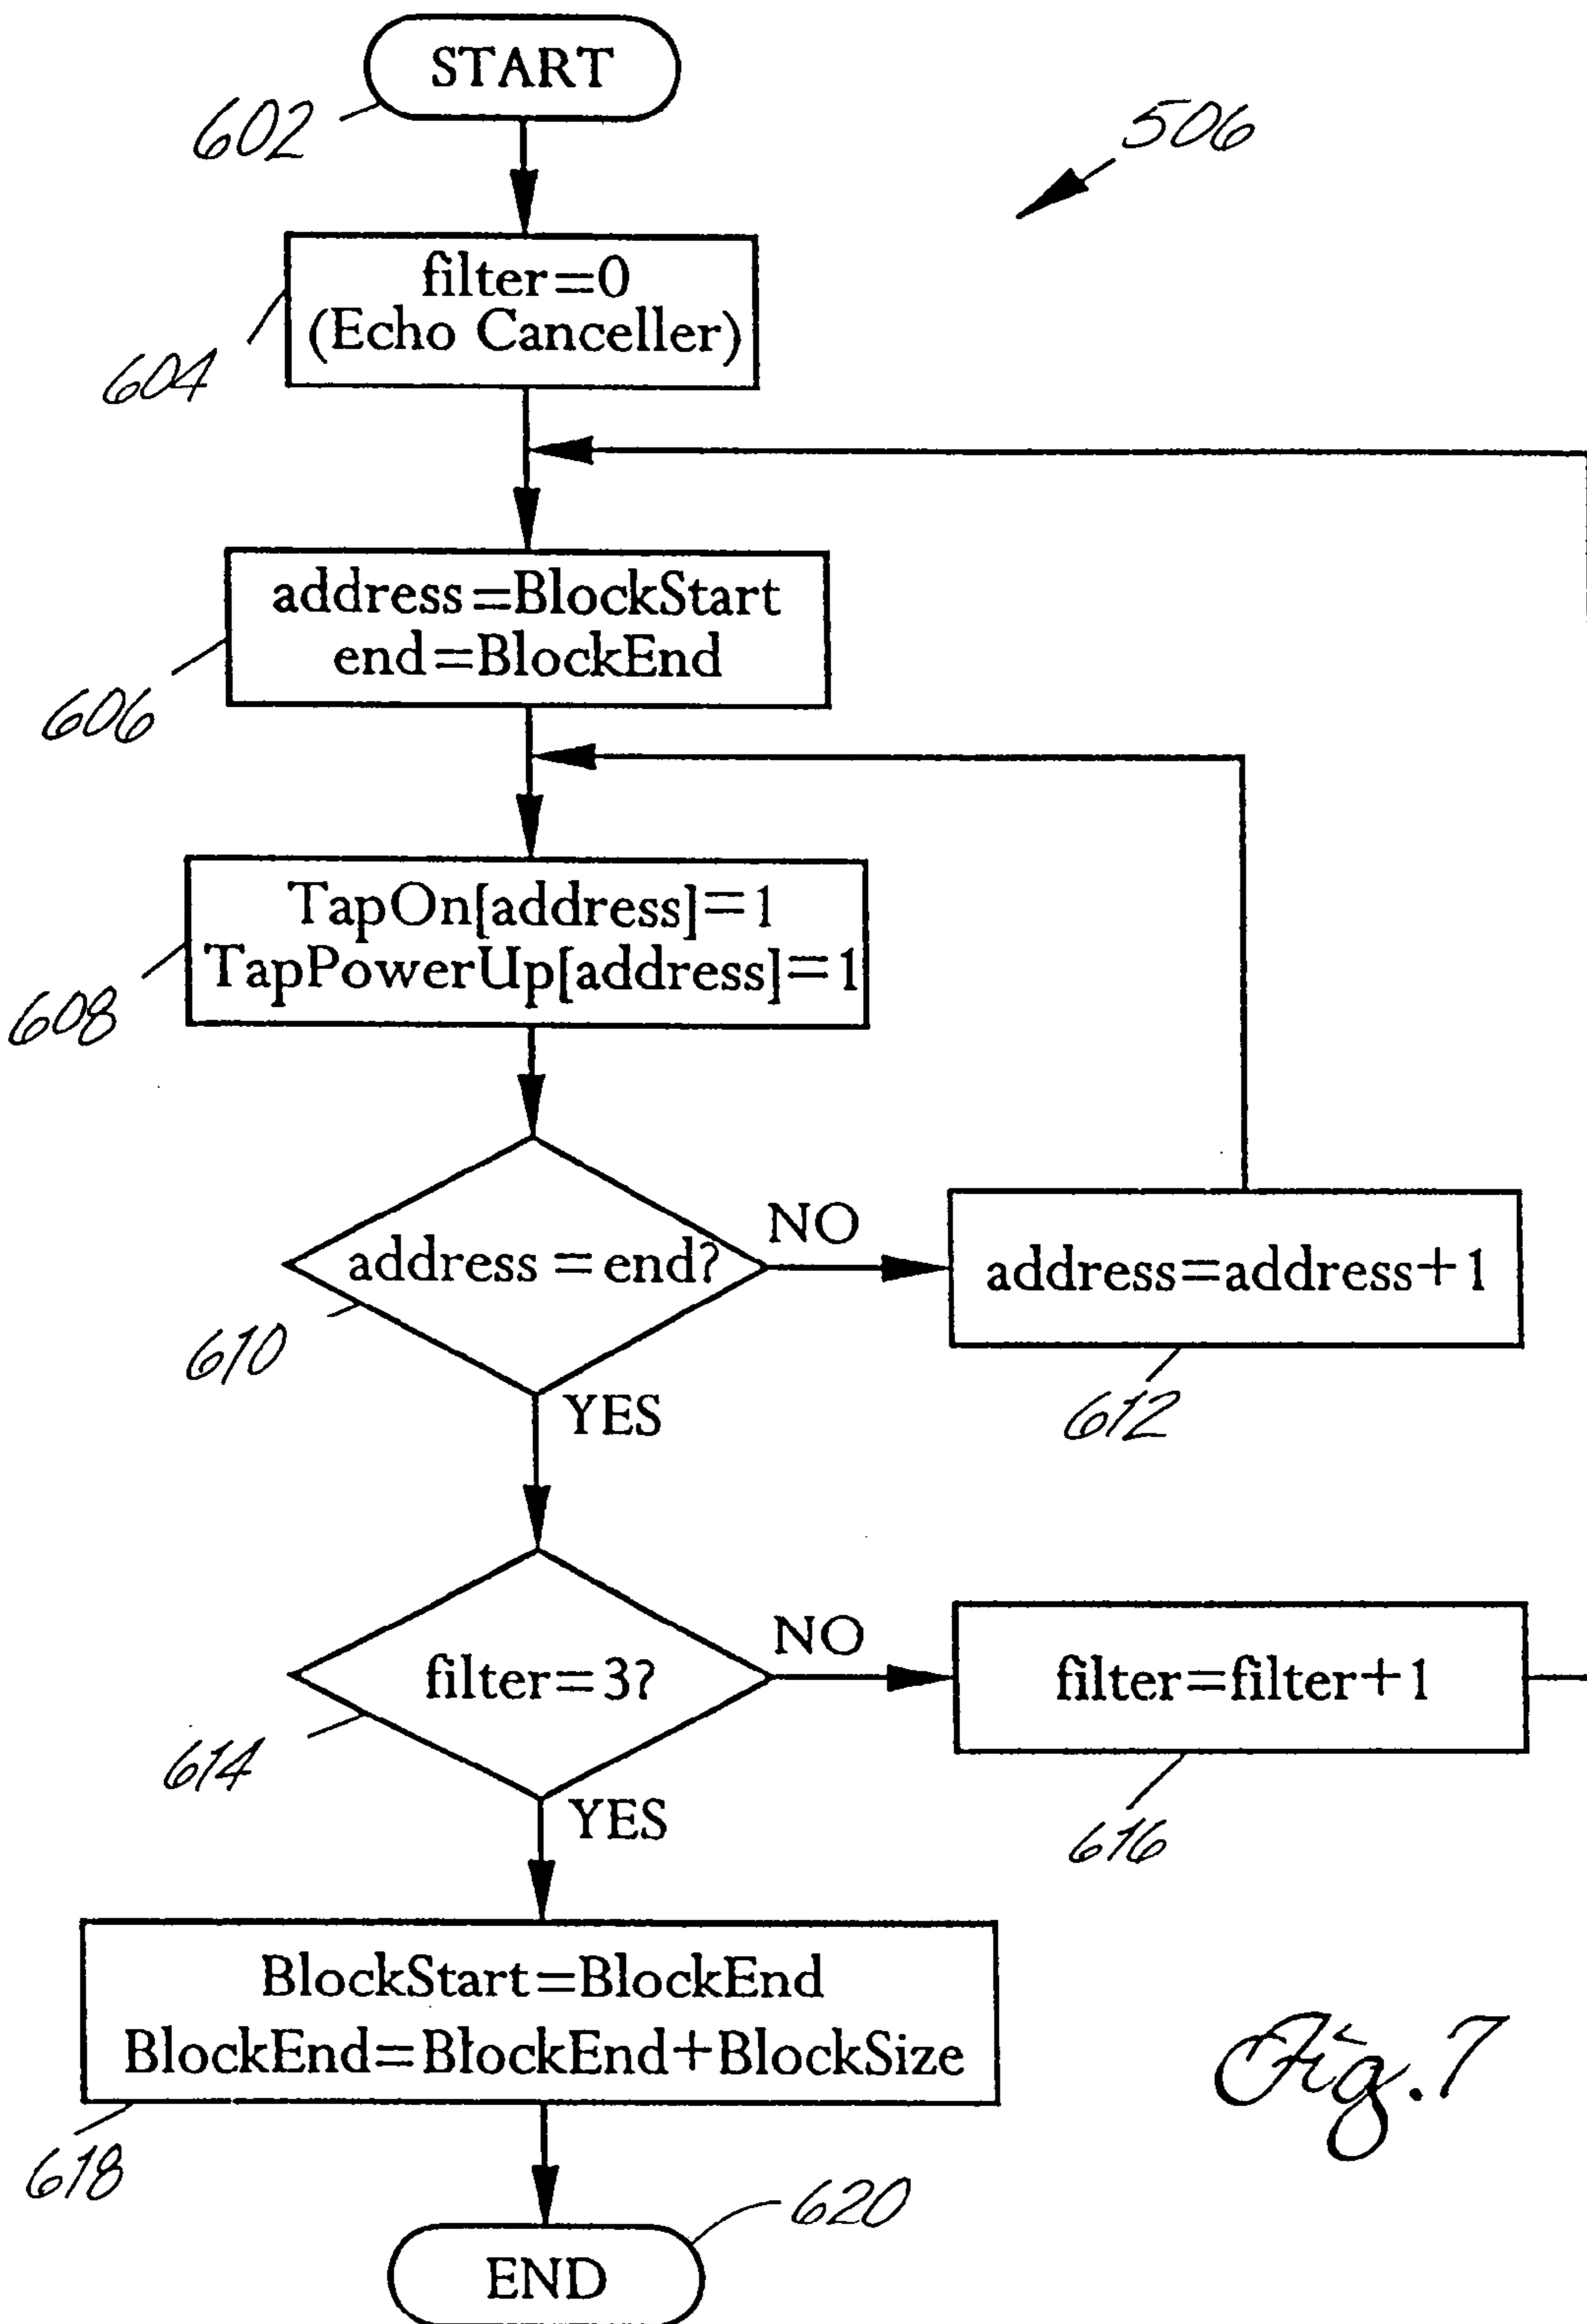 START
602
506
filter=0
(Echo Canceller)
604
address=BlockStart
end=BlockEnd
606
TapOn[address]=1
TapPowerUp[address]=1
608
address=end?
NO
address=address+1
610
612
YES
filter=3?
NO
filter=filter+1
614
616
YES
BlockStart=BlockEnd
BlockEnd=BlockEnd+BlockSize
618
Fig.7
620
END